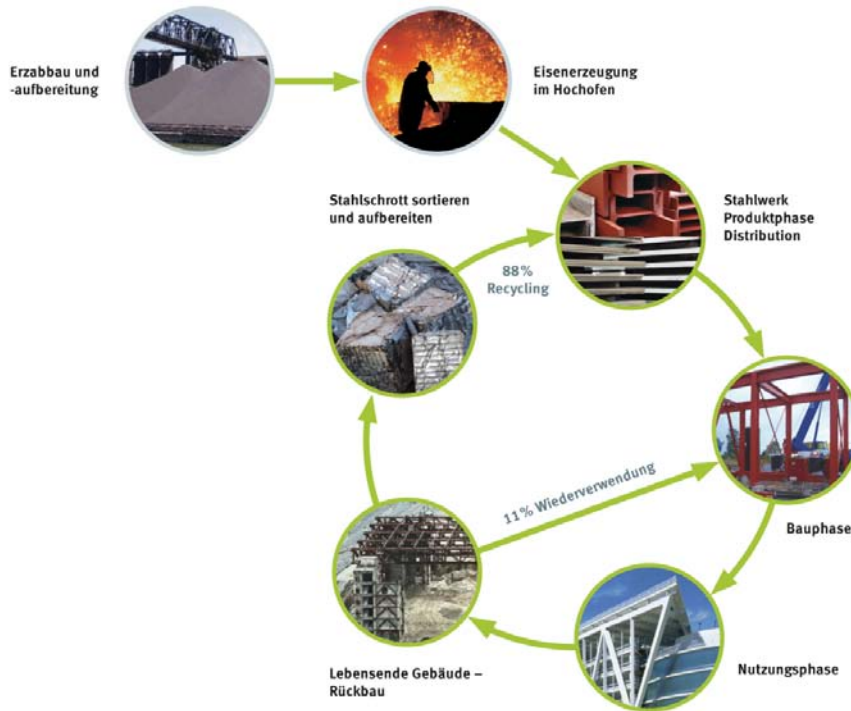 Erzabbau und
-aufbereitung
Eisenerzeugung
im Hochofen
Stahlschrott sortieren
und aufbereiten
Stahlwerk
Produktphase
Distribution
88%
Recycling
11% Wiederverwendung
Bauphase
Lebensende Gebäude –
Rückbau
Nutzungsphase